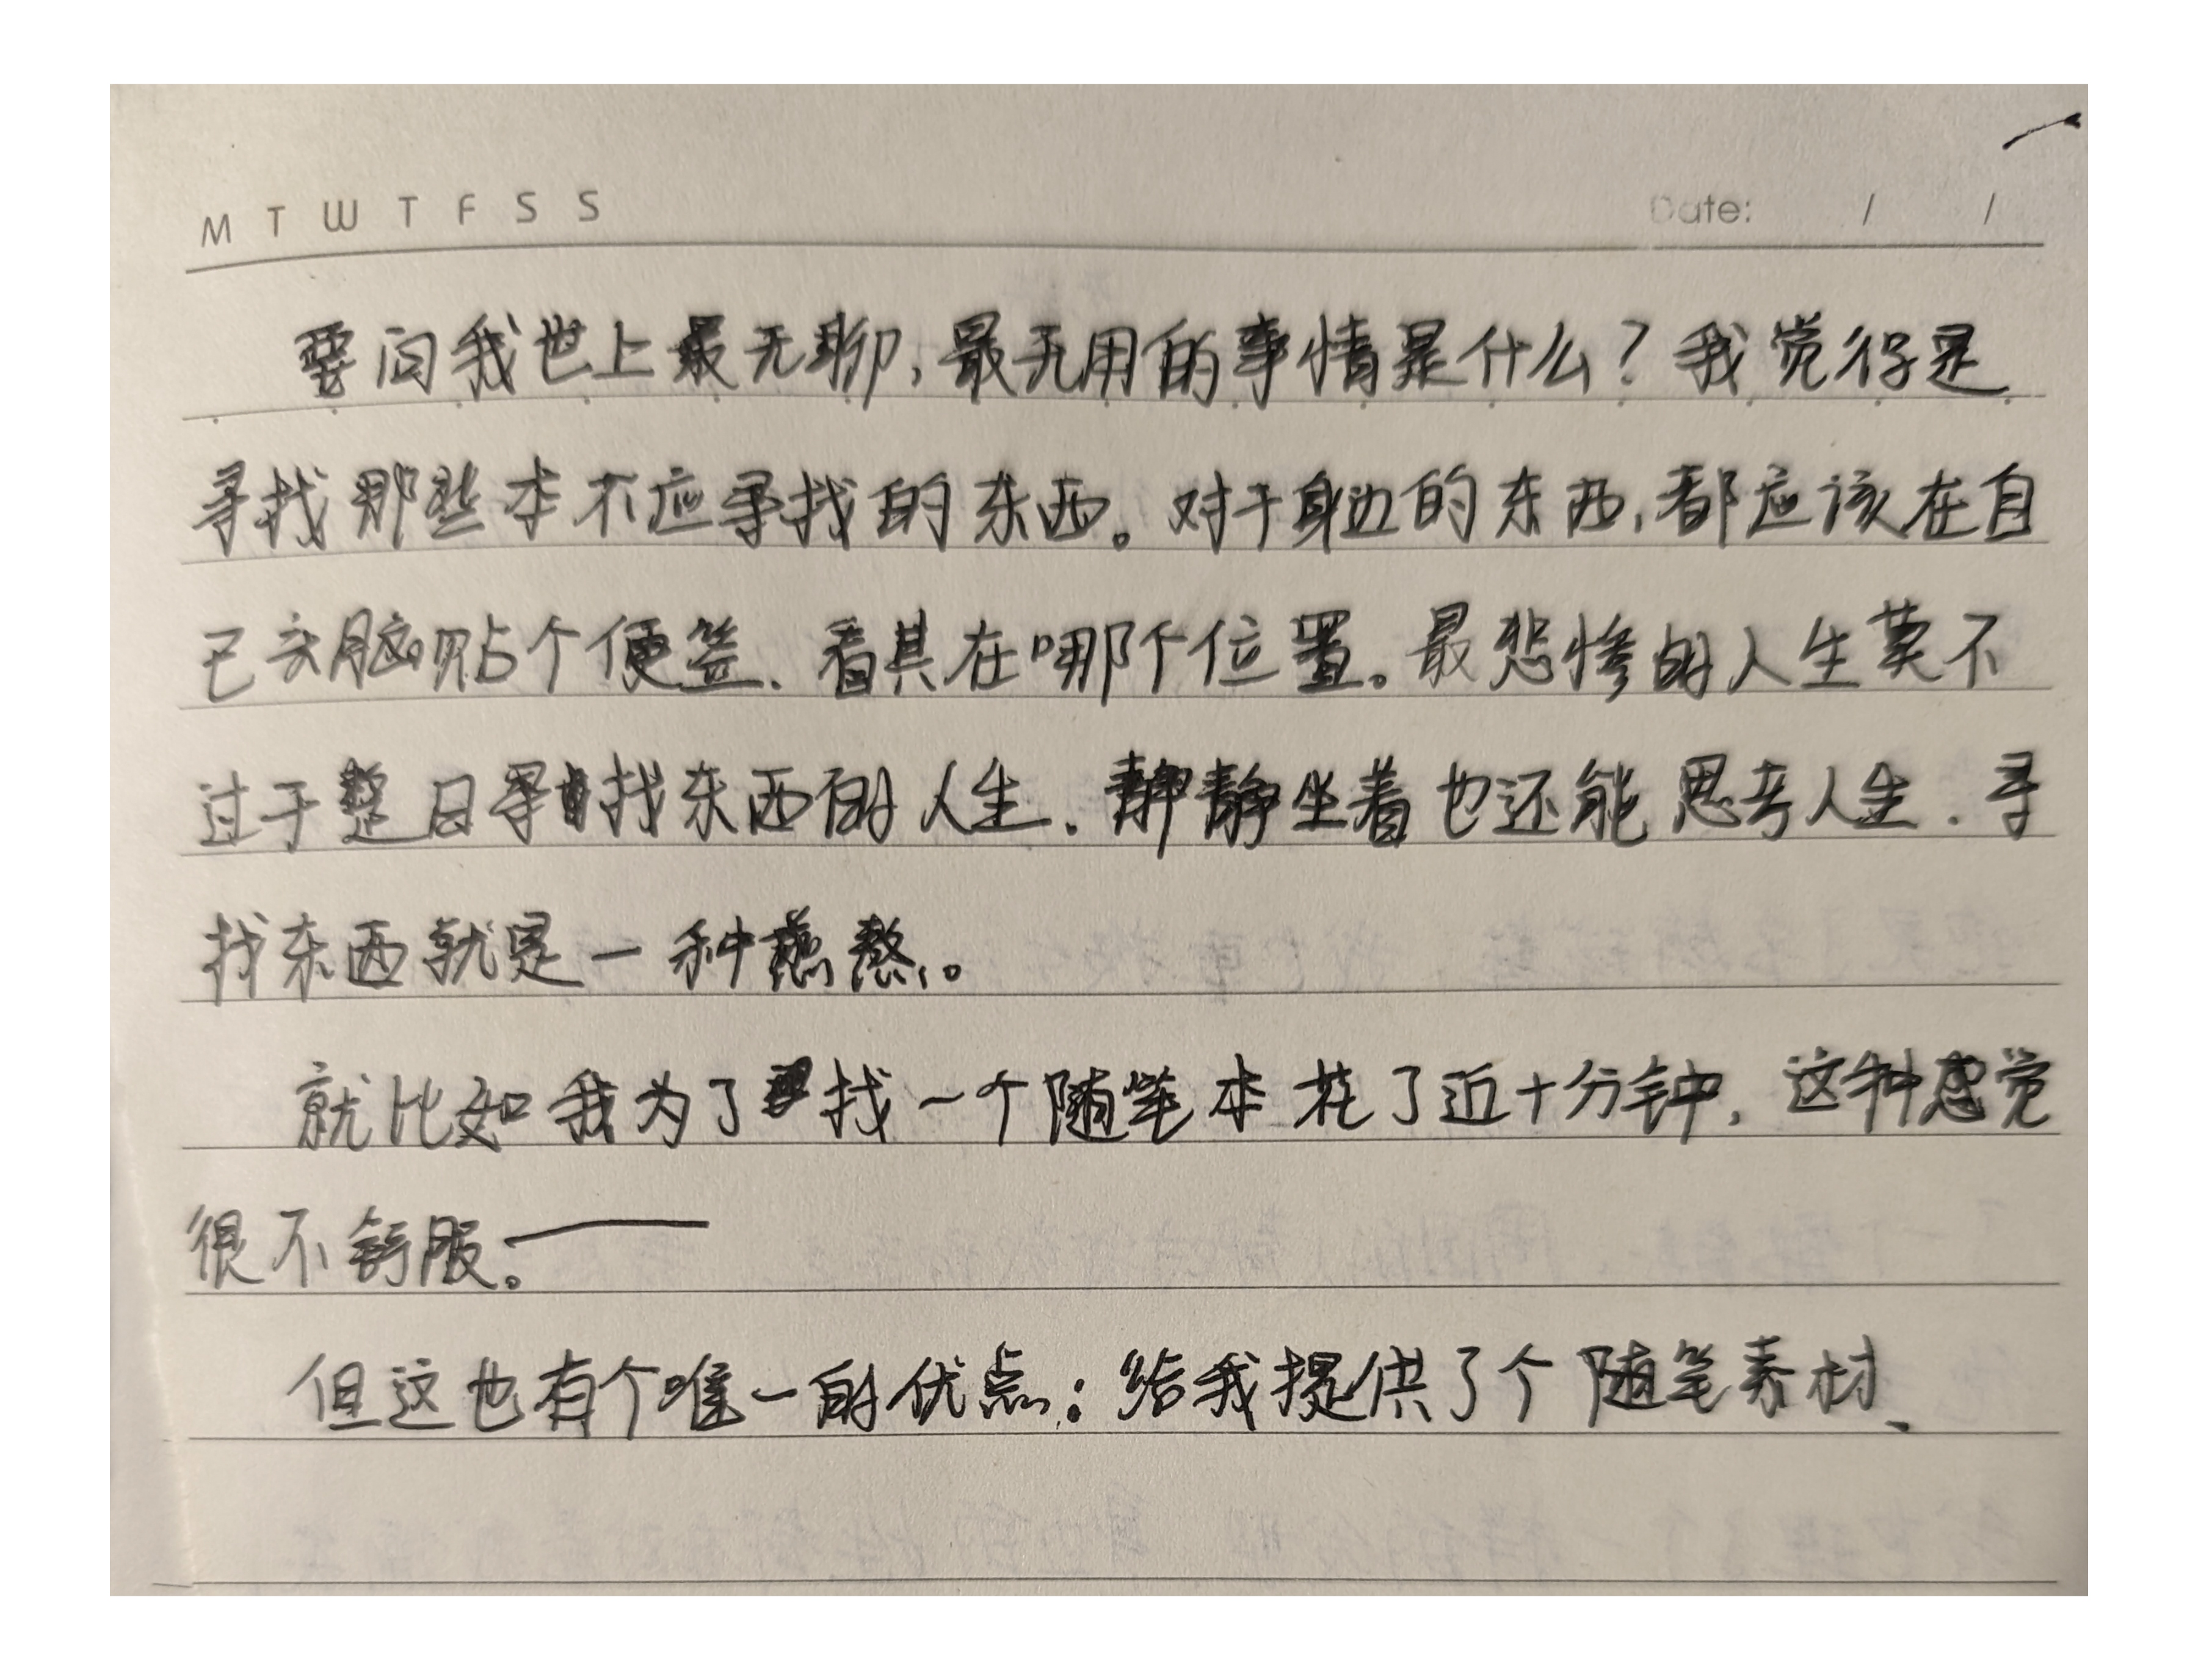 M T W T F S S Date: / /
要问我世上最无聊,最无用的事情是什么?我觉得是
寻找那些本不应寻找的东西。对于身边的东西,都应该在自
己头脑贴个便签,看其在哪个位置。最悲惨的人生莫不
过于整日寻找东西的人生,静静坐着也还能思考人生,寻
找东西就是一种煎熬。
就比如我为了找一个随笔本花了近十分钟,这种感觉
很不舒服。
但这也有个唯一的优点:给我提供了个随笔素材、